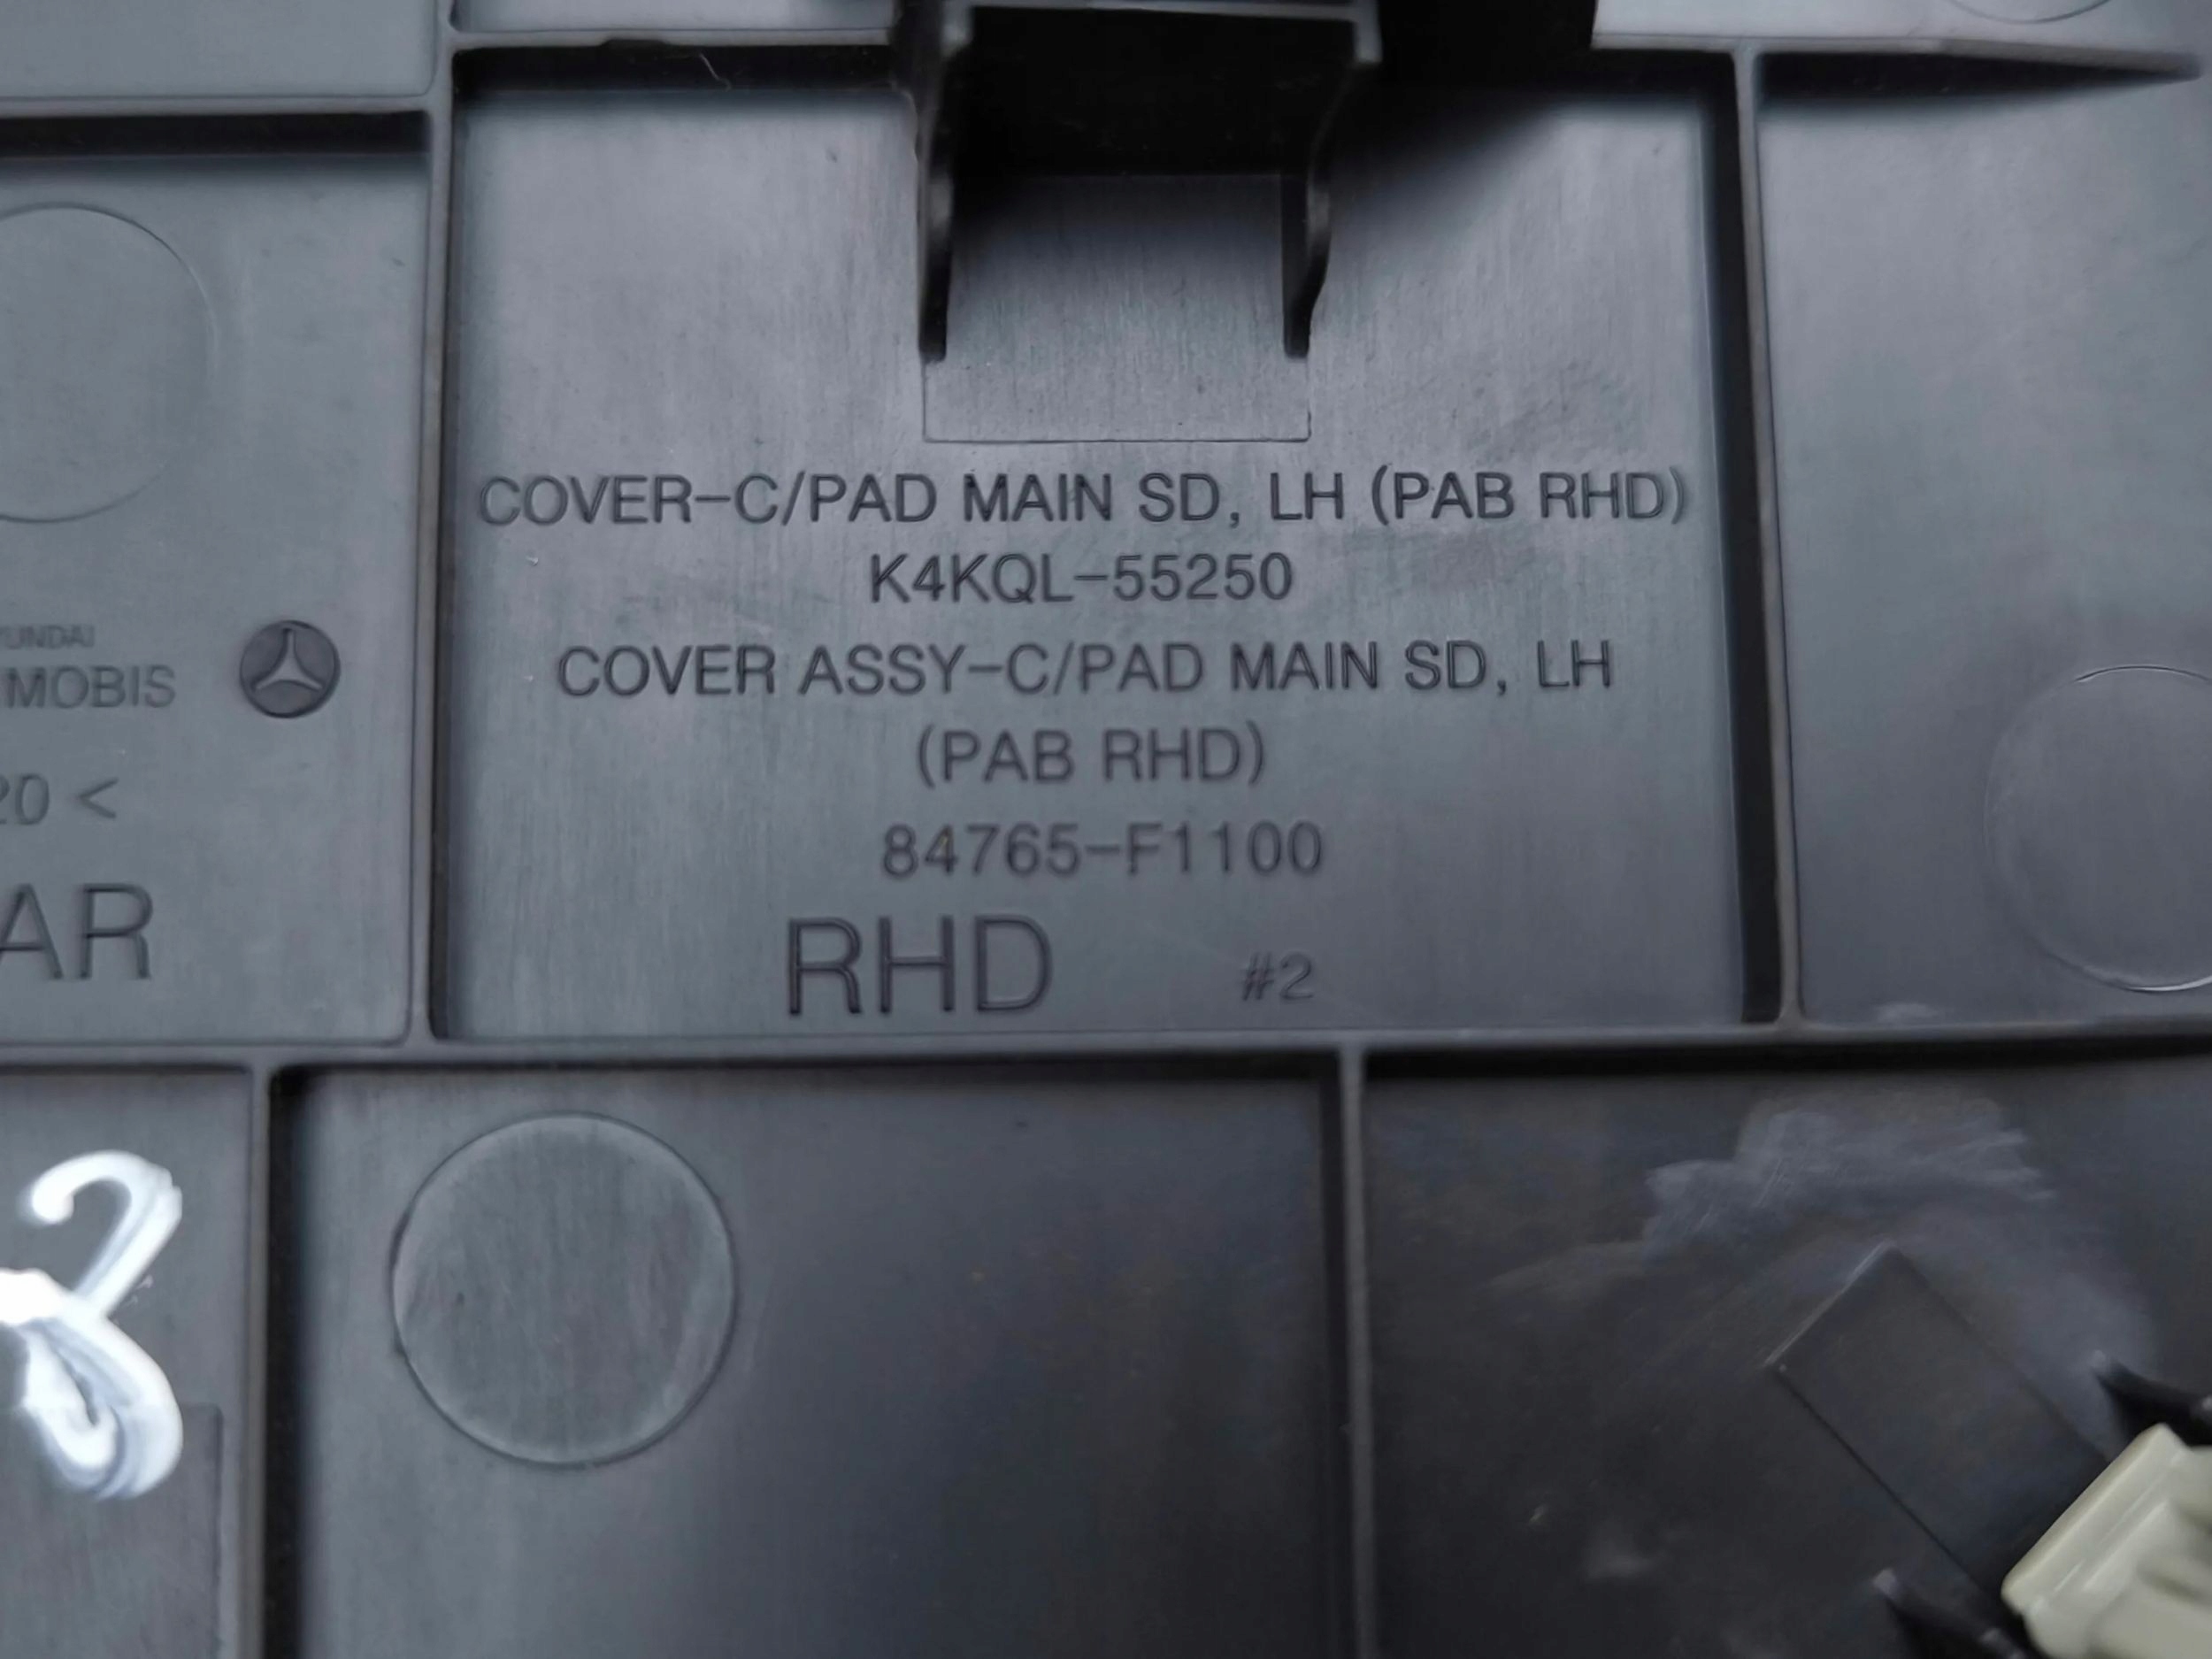 COVER-C/PAD MAIN SD, LH (PAB RHD)
K4KQL-55250
COVER ASSY-C/PAD MAIN SD, LH
(PAB RHD)
84765-F1100
RHD #2
MOBIS
20 <
AR